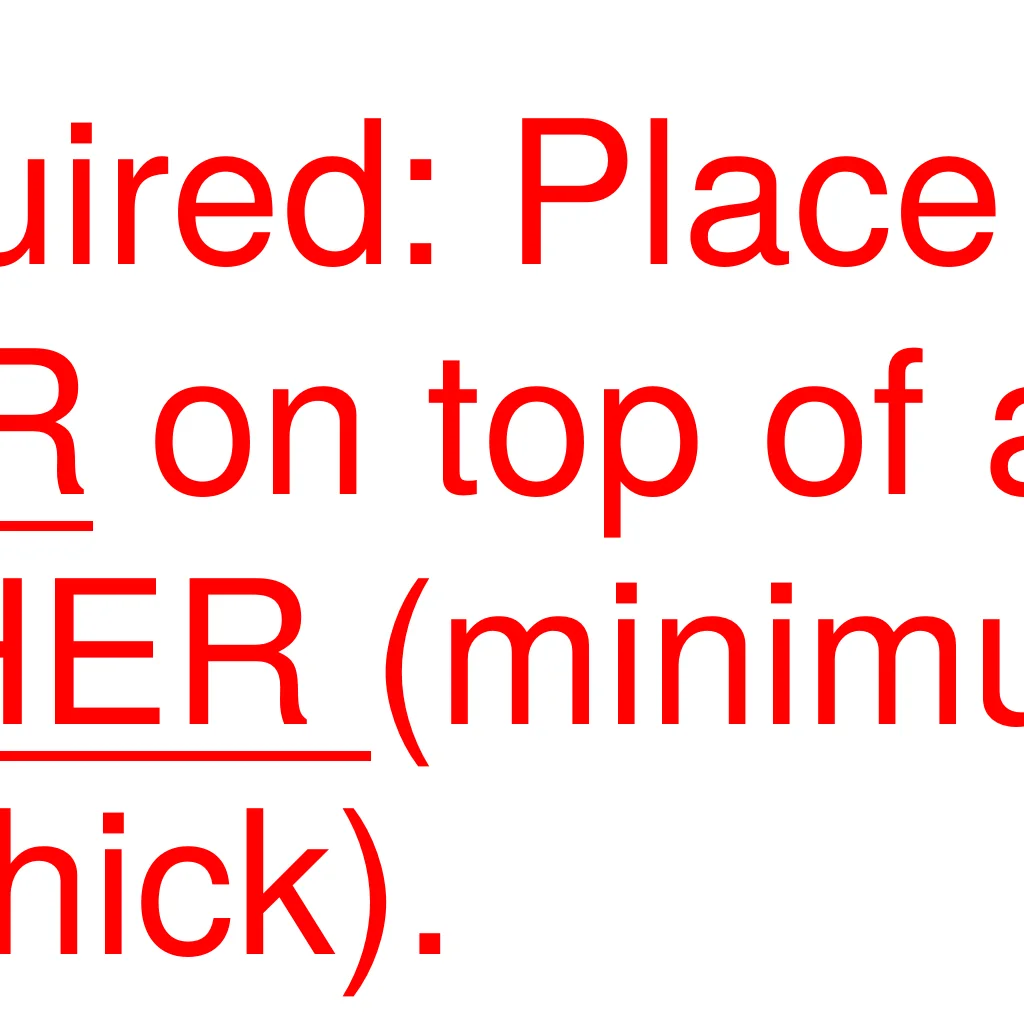 uired: Place
R on top of a
HER (minimu
hick).